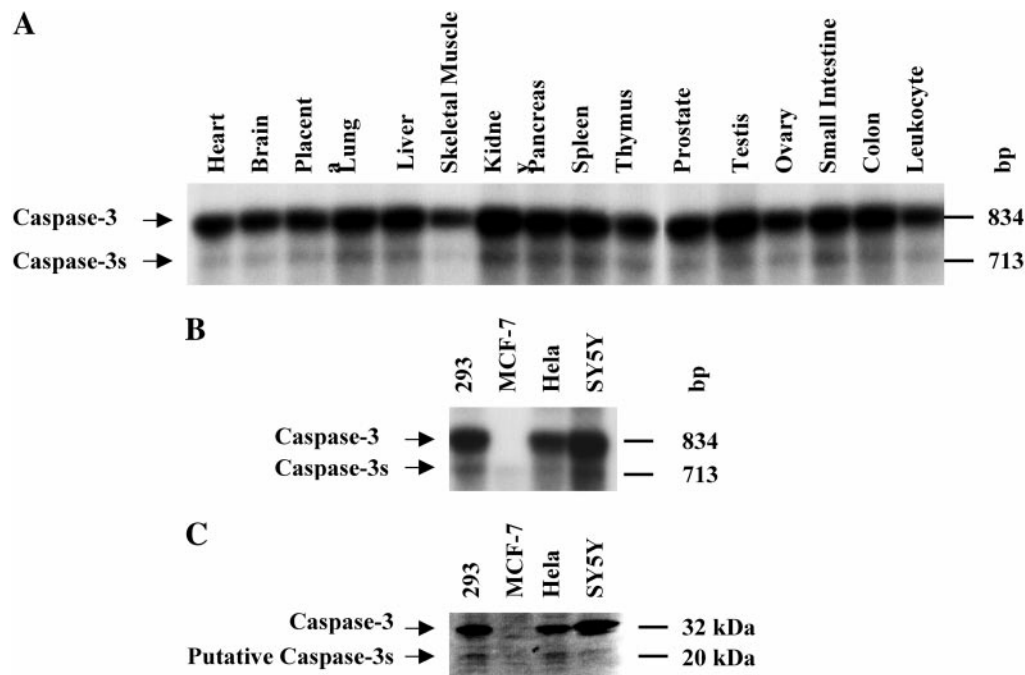 A
Heart
Brain
Placent
a
Lung
Liver
Skeletal Muscle
Kidne
y
Pancreas
Spleen
Thymus
Prostate
Testis
Ovary
Small Intestine
Colon
Leukocyte
bp
Caspase-3
834
Caspase-3s
713
B
293
MCF-7
Hela
SY5Y
bp
Caspase-3
834
Caspase-3s
713
C
293
MCF-7
Hela
SY5Y
Caspase-3
32 kDa
Putative Caspase-3s
20 kDa